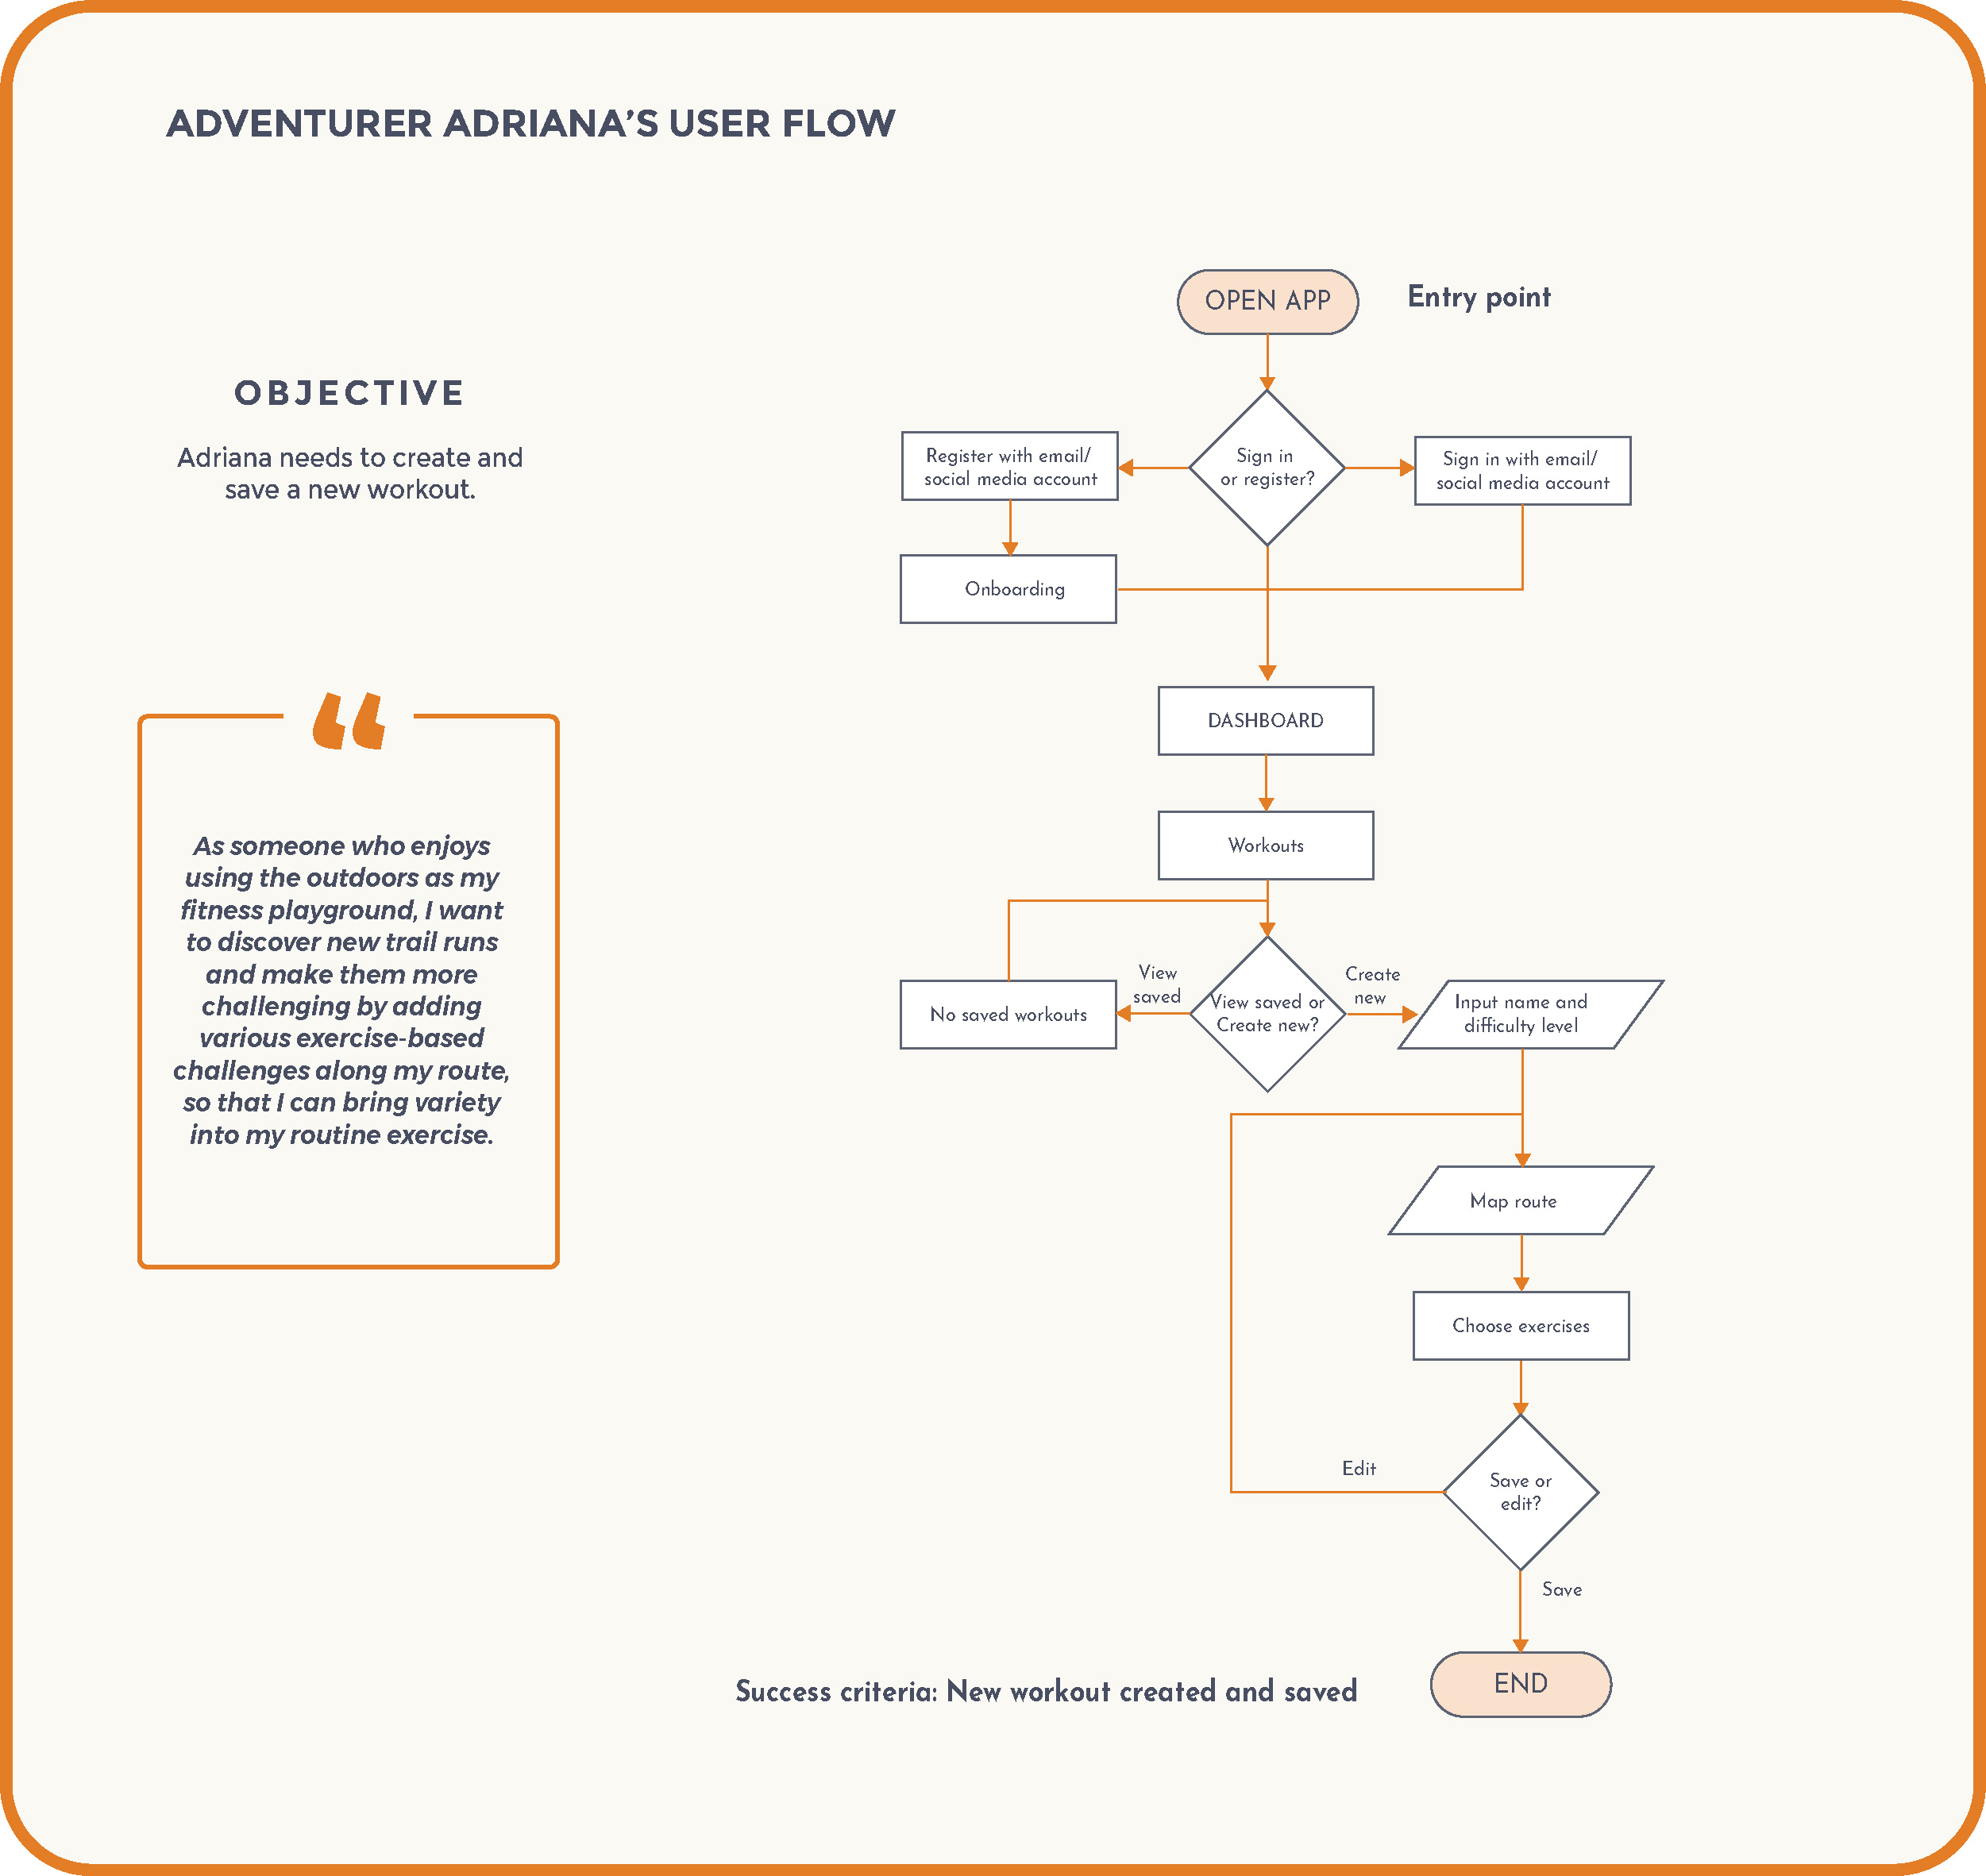 ADVENTURER ADRIANA’S USER FLOW
OBJECTIVE
Adriana needs to create and
save a new workout.
“
As someone who enjoys
using the outdoors as my
fitness playground, I want
to discover new trail runs
and make them more
challenging by adding
various exercise-based
challenges along my route,
so that I can bring variety
into my routine exercise.
OPEN APP
Entry point
Sign in
or register?
Register with email/
social media account
Sign in with email/
social media account
Onboarding
DASHBOARD
Workouts
View saved or
Create new?
View
saved
No saved workouts
Create
new
Input name and
difficulty level
Map route
Choose exercises
Save or
edit?
Edit
Save
END
Success criteria: New workout created and saved